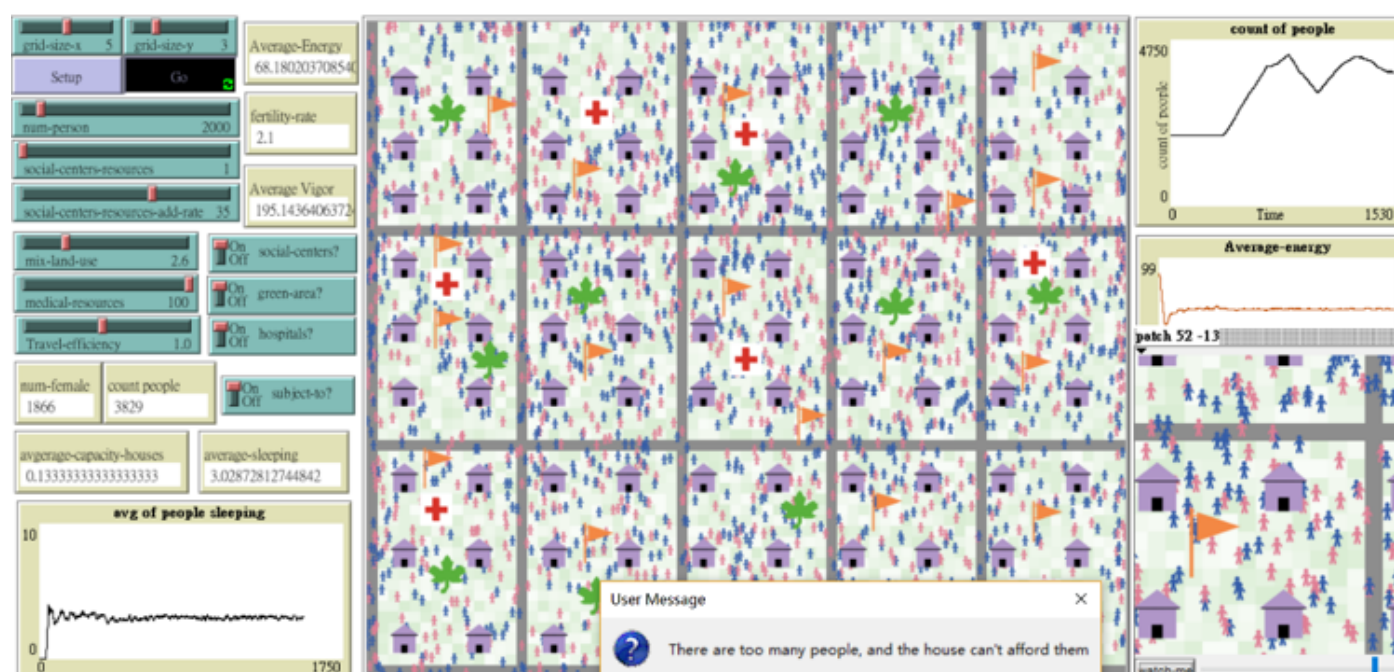 grid-size-x 5
grid-size-y 3
Setup
Go
num-person 2000
social-centers-resources 1
social-centers-resources-add-rate 35
mix-land-use 2.6
medical-resources 100
Travel-efficiency 1.0
Average-Energy
68.180203708540
fertility-rate
2.1
Average Vigor
195.1436406372
On
Off
social-centers?
On
Off
green-area?
On
Off
hospitals?
On
Off
subject-to?
num-female
1866
count people
3829
avgerage-capacity-houses
0.13333333333333333
average-sleeping
3.02872812744842
avg of people sleeping
10
0
0
1750
count of people
4750
count of people
0
0
Time
1530
Average-energy
99
patch 52 -13
watch-me
User Message
There are too many people, and the house can't afford them